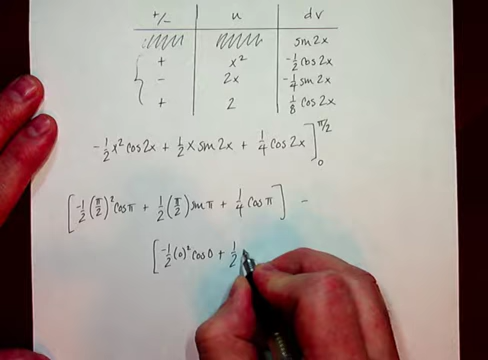 +/- u dv
sin 2x
+ x² -½ cos 2x
- 2x -¼ sin 2x
+ 2 ⅛ cos 2x
-½ x² cos 2x + ½ x sin 2x + ¼ cos 2x ]₀^π/2
[ -½ (π/2)² cos π + ½ (π/2) sin π + ¼ cos π ] -
[ -½ (0)² cos 0 + ½